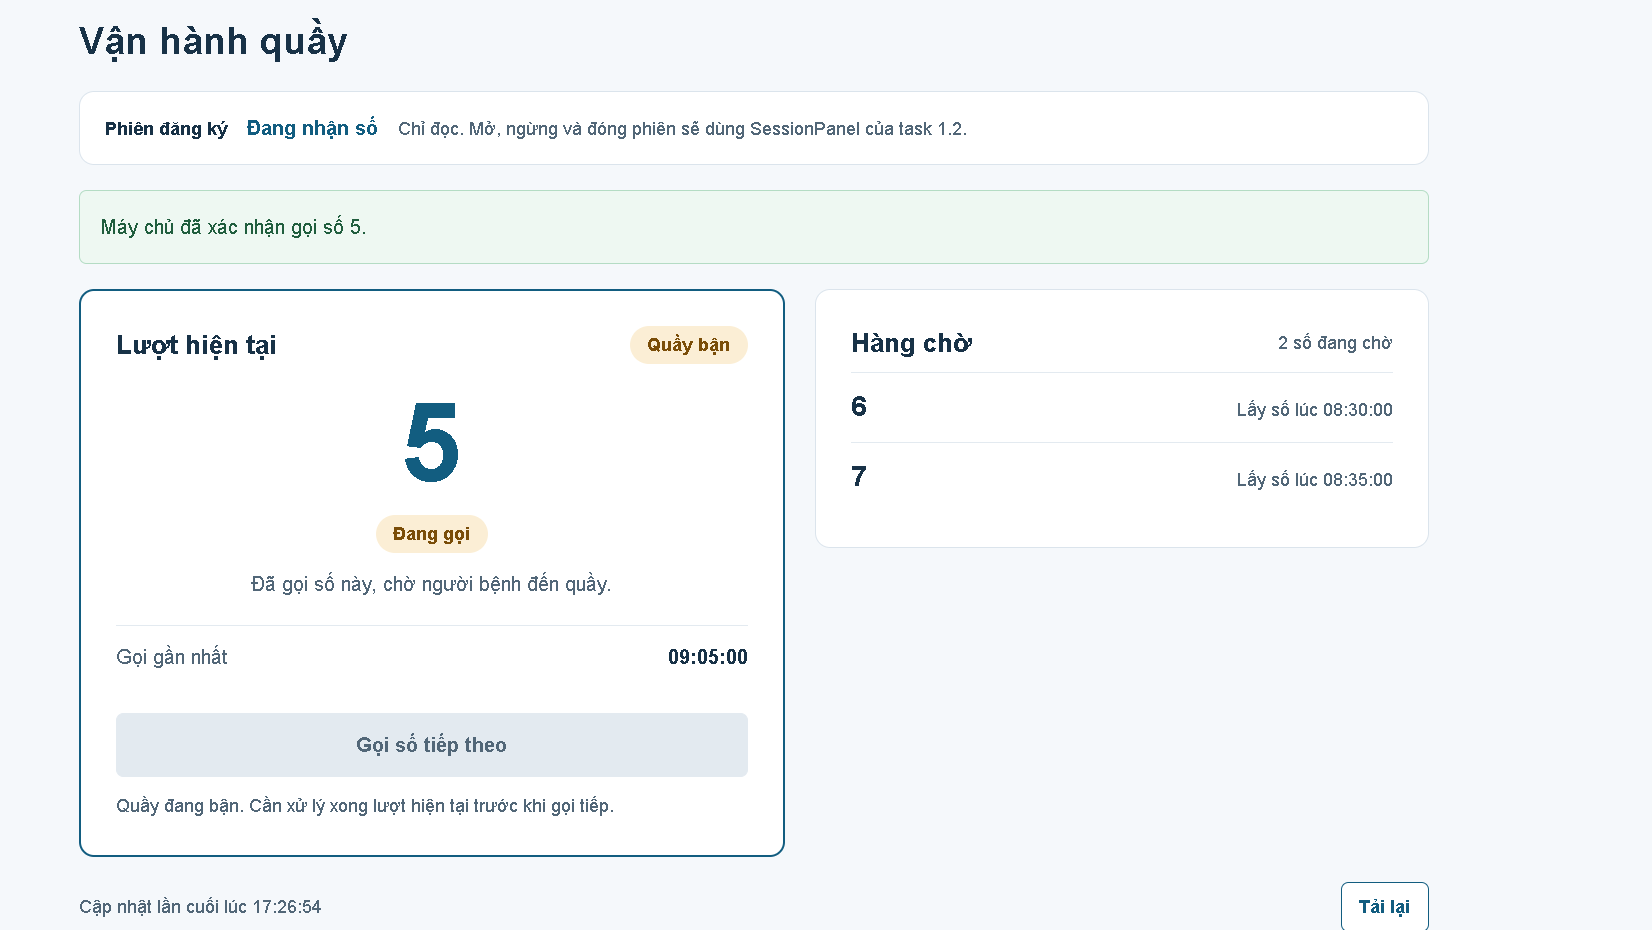 Vận hành quầy
Phiên đăng ký Đang nhận số Chỉ đọc. Mở, ngừng và đóng phiên sẽ dùng SessionPanel của task 1.2.
Máy chủ đã xác nhận gọi số 5.
Lượt hiện tại Quầy bận
5
Đang gọi
Đã gọi số này, chờ người bệnh đến quầy.
Gọi gần nhất 09:05:00
Gọi số tiếp theo
Quầy đang bận. Cần xử lý xong lượt hiện tại trước khi gọi tiếp.
Hàng chờ 2 số đang chờ
6 Lấy số lúc 08:30:00
7 Lấy số lúc 08:35:00
Cập nhật lần cuối lúc 17:26:54 Tải lại